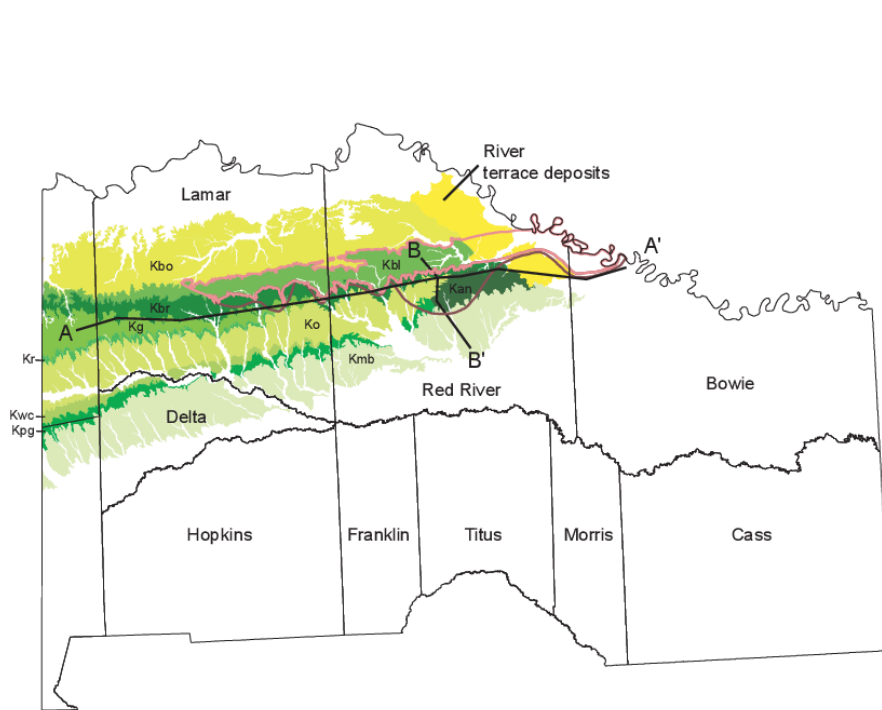 River
terrace deposits
Lamar
A'
B
Kbo
Kbl
Kan
Kbr
A
Kg
Ko
Kr
Kmb
B'
Red River
Bowie
Kwc
Delta
Kpg
Hopkins
Franklin
Titus
Morris
Cass